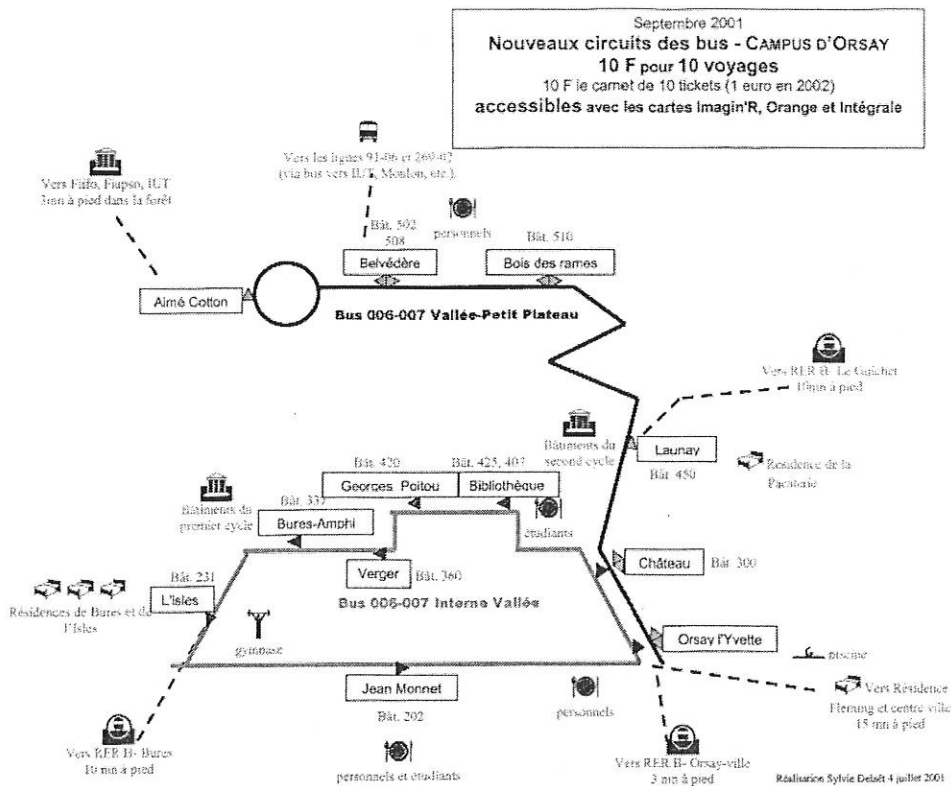 Septembre 2001
Nouveaux circuits des bus - CAMPUS D'ORSAY
10 F pour 10 voyages
10 F le carnet de 10 tickets (1 euro en 2002)
accessibles avec les cartes Imagin'R, Orange et Intégrale
Vers les lignes 91-06 et 269-02
(via bus vers IUT, Moulon, etc.)
Vers Fiifo, Fiupso, IUT
3mn à pied dans la forêt
personnels
Bât. 502
508
Bât. 510
Belvédère
Bois des rames
Aimé Cotton
Bus 006-007 Vallée-Petit Plateau
Vers RER B- Le Guichet
10mn à pied
Bâtiments du
second cycle
Launay
Bât. 450
Résidence de la
Pacaterie
Bât. 420
Bât. 425, 407
Georges Poitou
Bibliothèque
étudiants
Bâtiments du
premier cycle
Bât. 337
Bures-Amphi
Verger
Bât. 360
Château
Bât 300
Bât. 231
L'Isles
Résidences de Bures et de
l'Isles
Bus 006-007 Interne Vallée
gymnase
Orsay l'Yvette
piscine
Jean Monnet
Bât. 202
personnels
Vers Résidence
Fleming et centre ville
15 mn à pied
Vers RER B- Bures
10 mn à pied
personnels et étudiants
Vers RER B- Orsay-ville
3 mn à pied
Réalisation Sylvie Delaët 4 juillet 2001